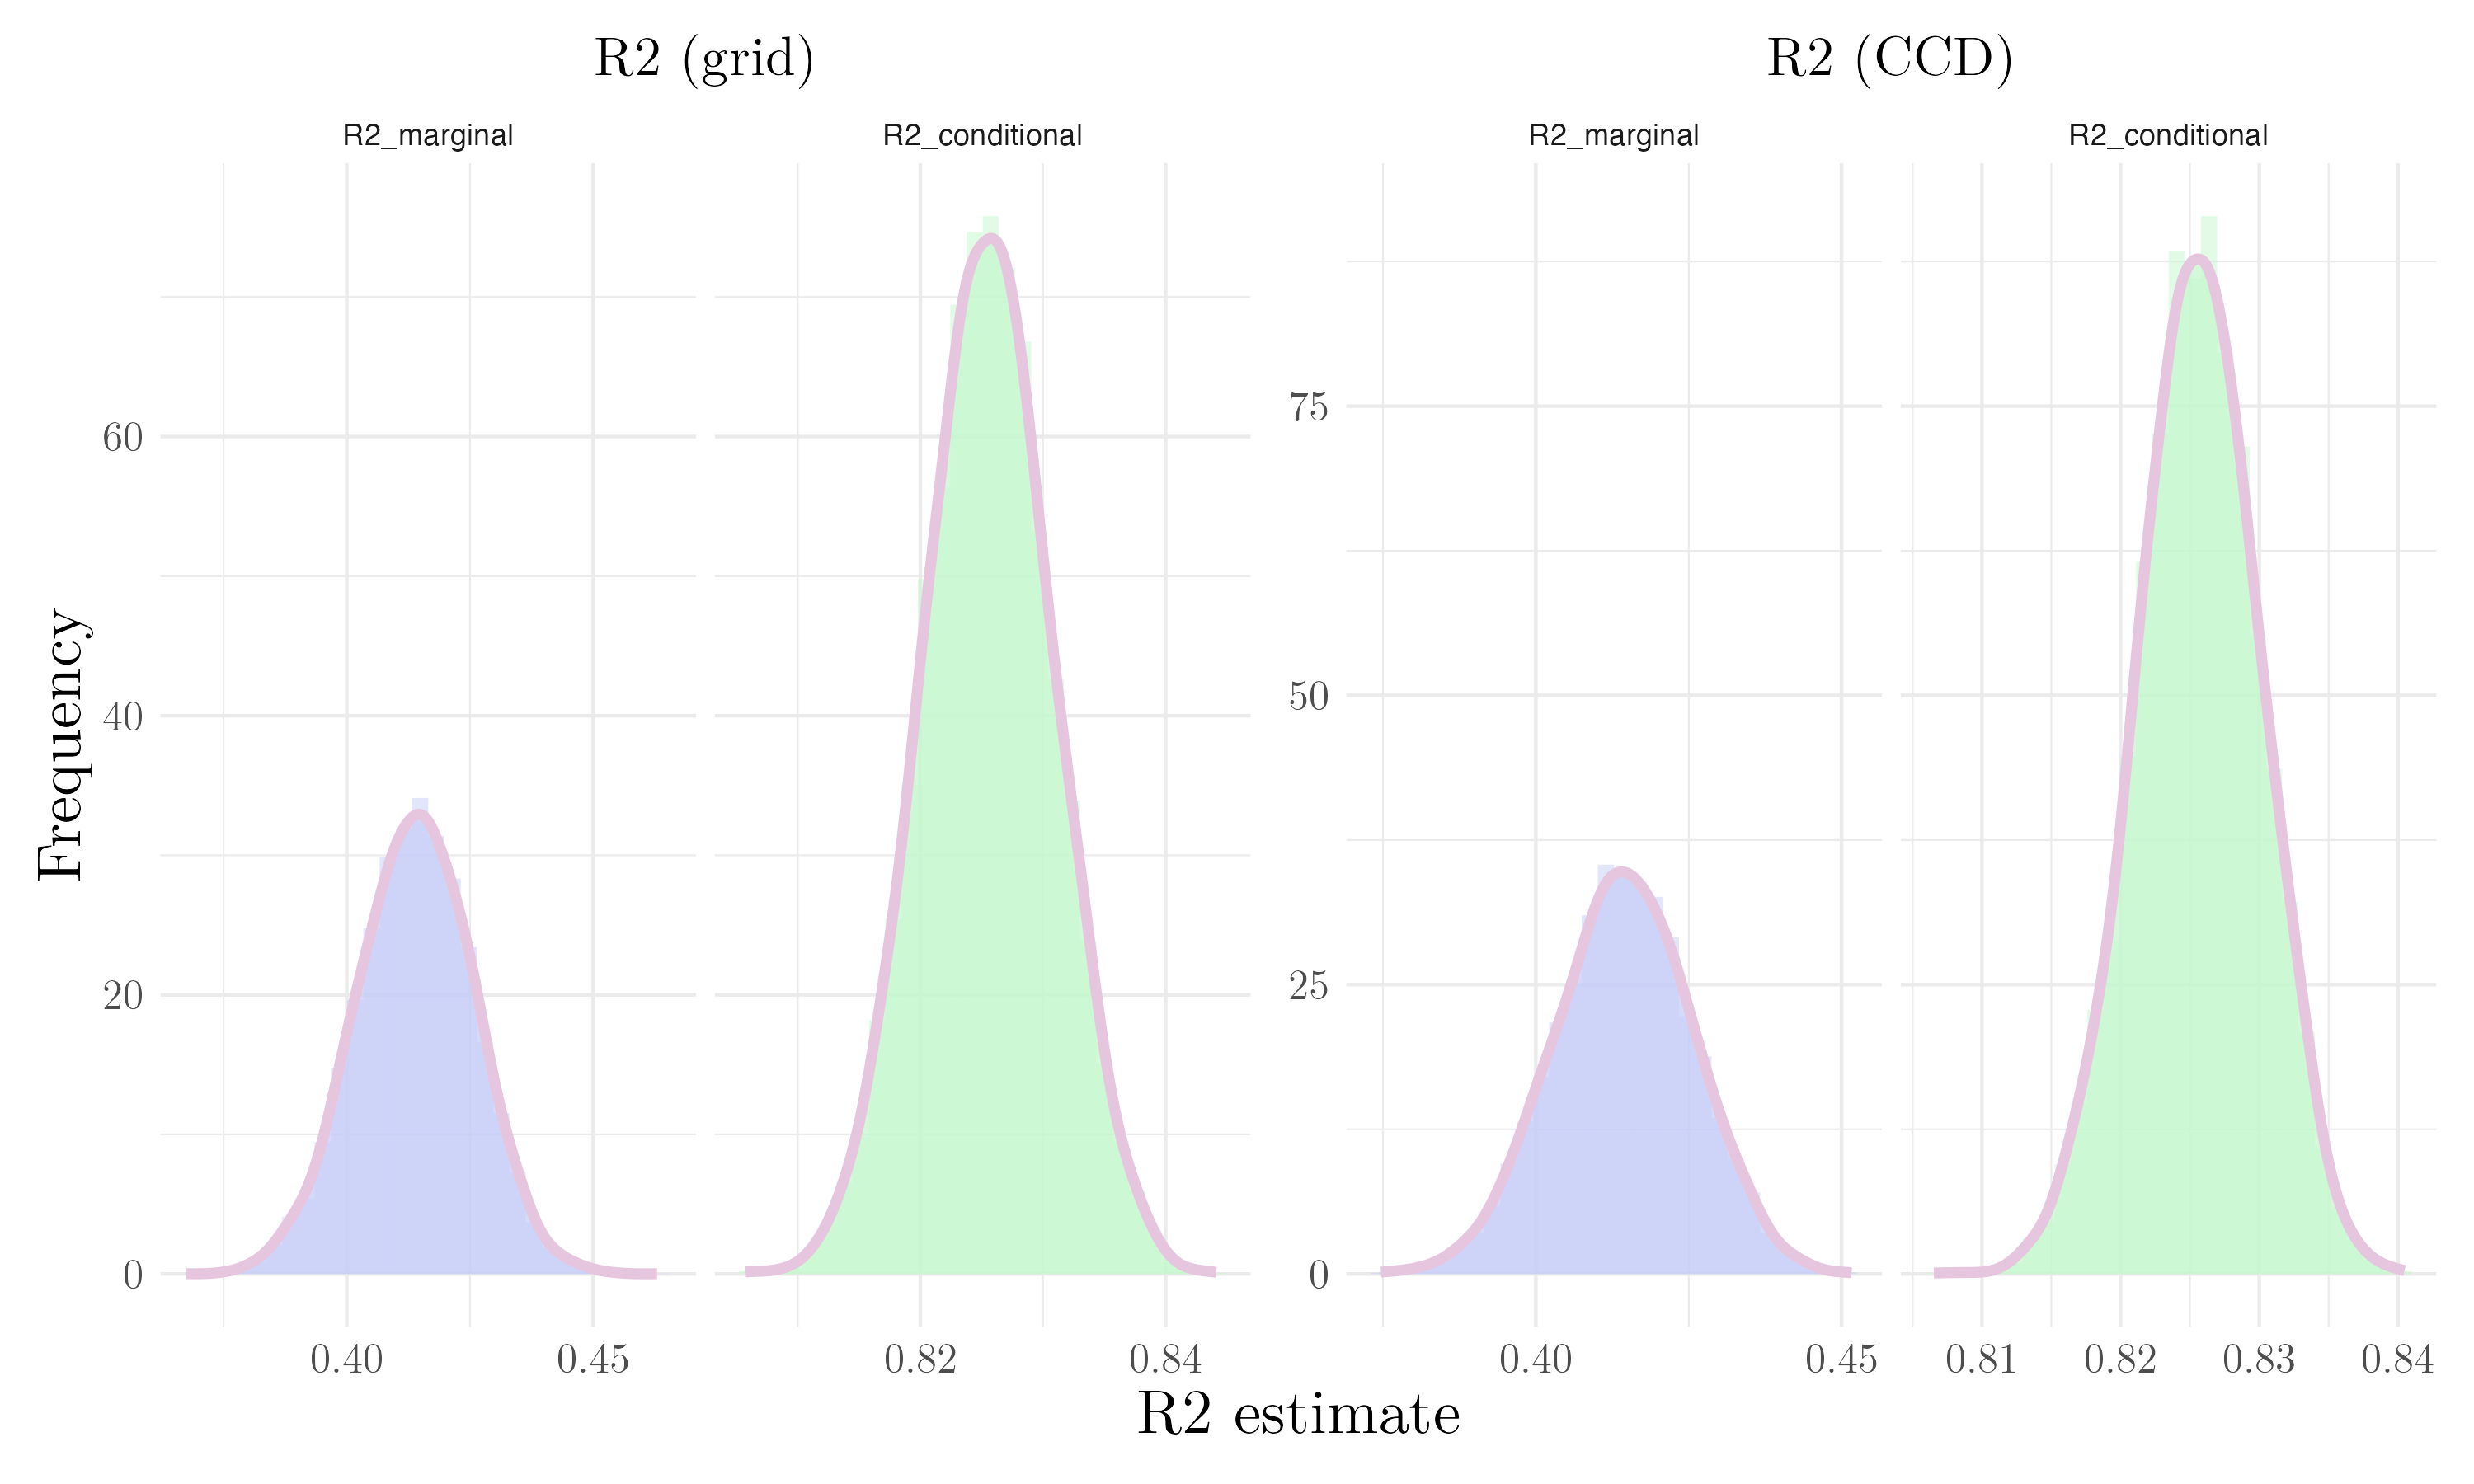 R2 (grid)
R2 (CCD)
R2_marginal
R2_conditional
R2_marginal
R2_conditional
Frequency
60
40
20
0
75
50
25
0
0.40
0.45
0.82
0.84
0.40
0.45
0.81
0.82
0.83
0.84
R2 estimate